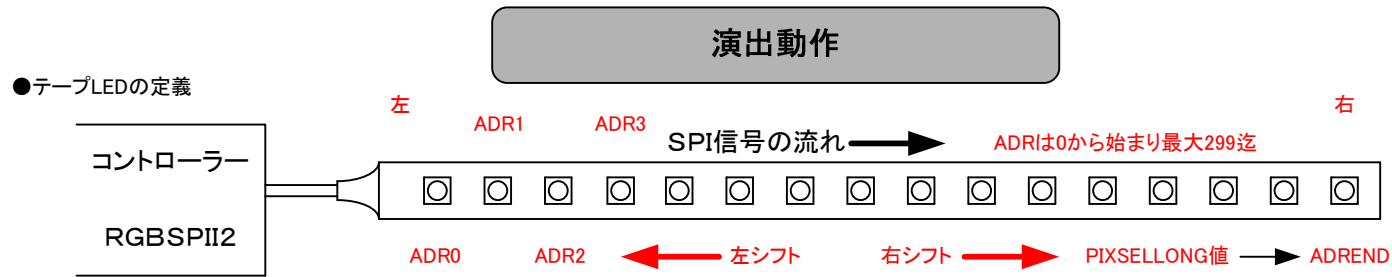 演出動作
●テープLEDの定義
左
右
ADR1
ADR3
SPI信号の流れ
ADRは0から始まり最大299迄
コントローラー
RGBSPII2
ADR0
ADR2
左シフト
右シフト
PIXSELLONG値
ADREND